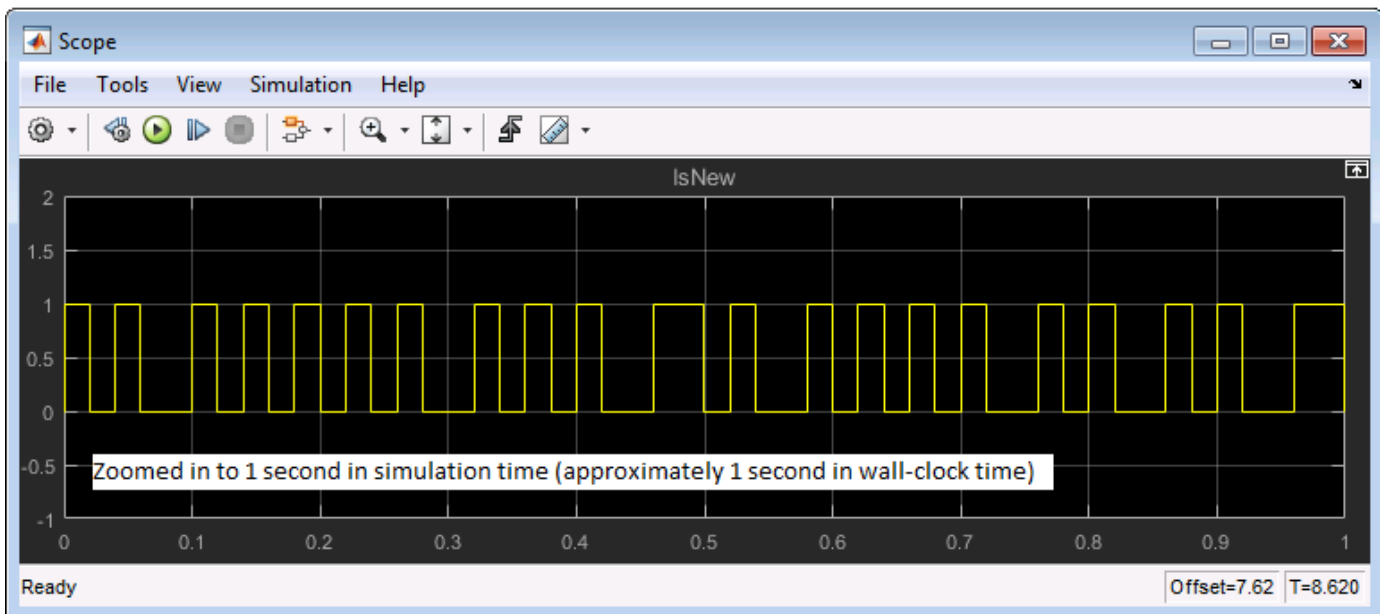 Scope
File Tools View Simulation Help
IsNew
2
1.5
1
0.5
0
-0.5
Zoomed in to 1 second in simulation time (approximately 1 second in wall-clock time)
-1
0 0.1 0.2 0.3 0.4 0.5 0.6 0.7 0.8 0.9 1
Ready Offset=7.62 T=8.620